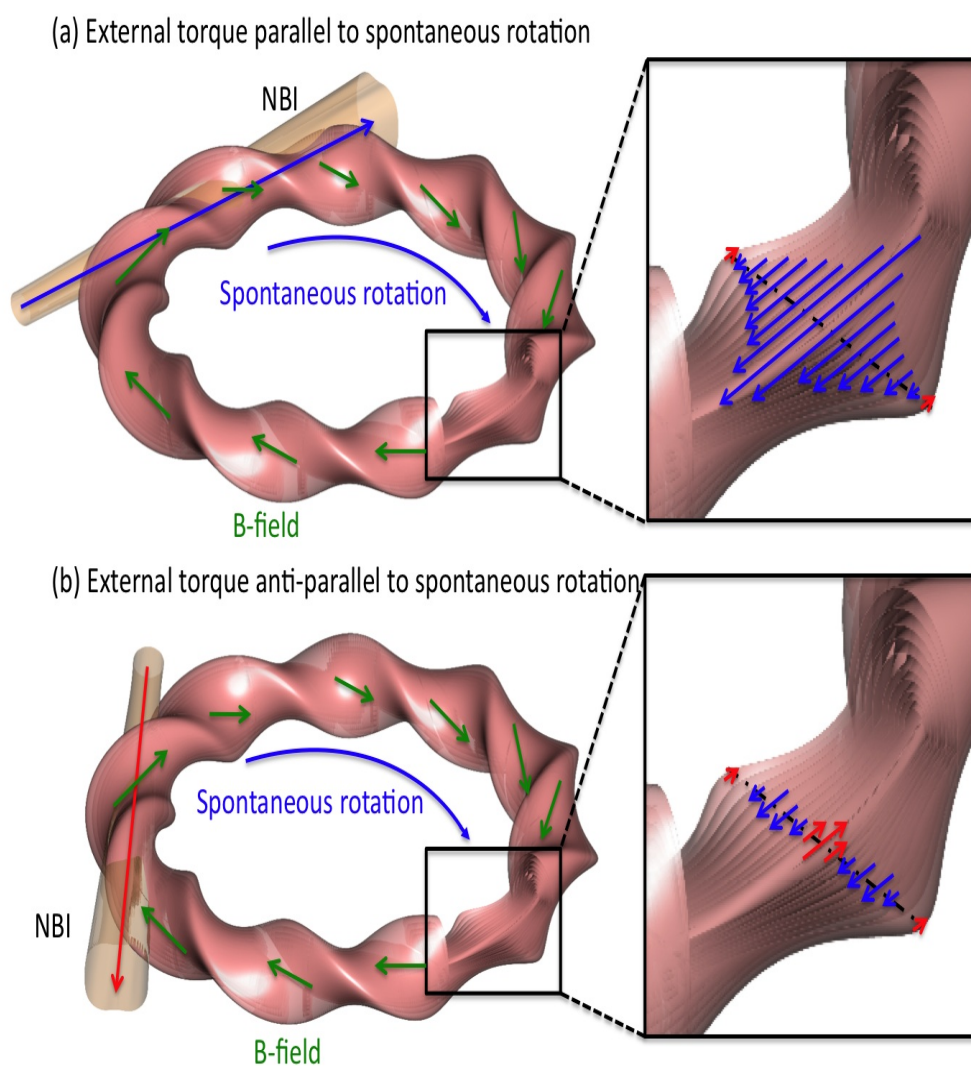 (a) External torque parallel to spontaneous rotation
NBI
Spontaneous rotation
B-field
(b) External torque anti-parallel to spontaneous rotation
Spontaneous rotation
NBI
B-field